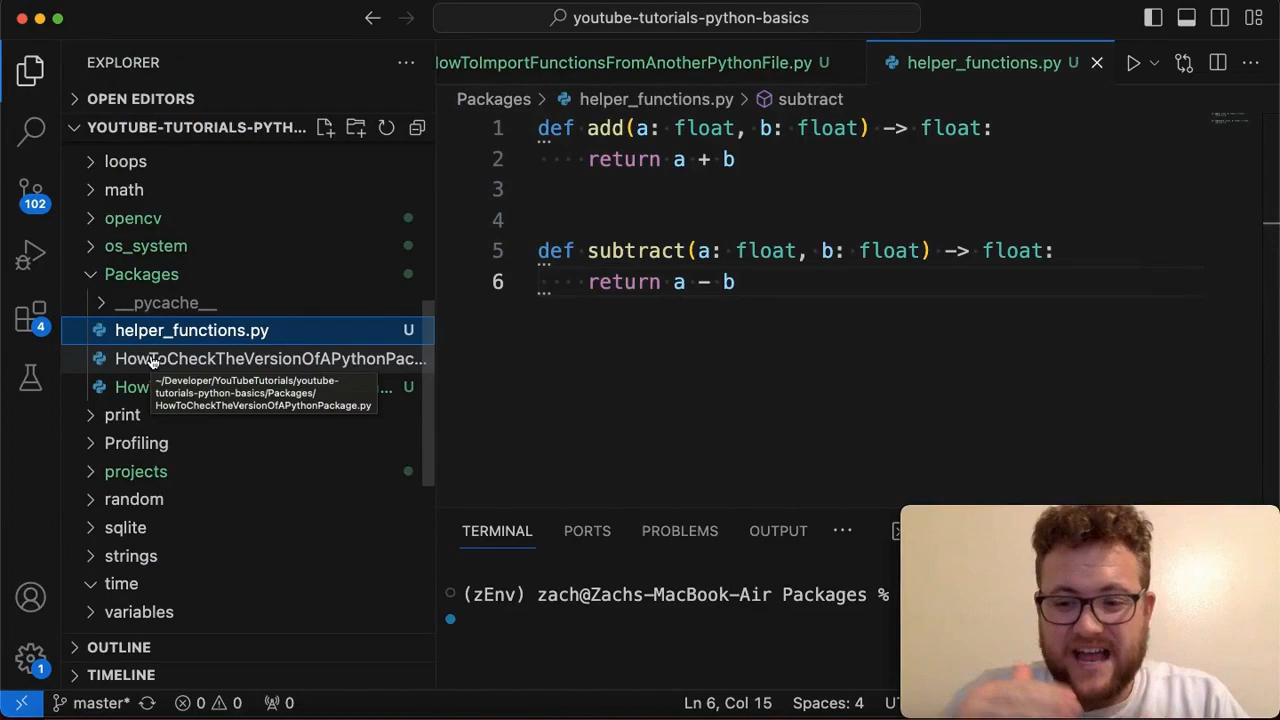 youtube-tutorials-python-basics
EXPLORER
OPEN EDITORS
YOUTUBE-TUTORIALS-PYTH...
loops
math
opencv
os_system
Packages
__pycache__
helper_functions.py U
HowToCheckTheVersionOfAPythonPac...
How ... U
~/Developer/YouTubeTutorials/youtube-
tutorials-python-basics/Packages/
HowToCheckTheVersionOfAPythonPackage.py
print
Profiling
projects
random
sqlite
strings
time
variables
OUTLINE
TIMELINE
102
4
1
HowToImportFunctionsFromAnotherPythonFile.py U
helper_functions.py U
Packages > helper_functions.py > subtract
1 def add(a: float, b: float) -> float:
2 return a + b
3
4
5 def subtract(a: float, b: float) -> float:
6 return a - b
TERMINAL PORTS PROBLEMS OUTPUT ...
(zEnv) zach@Zachs-MacBook-Air Packages %
master* 0 0 0 Ln 6, Col 15 Spaces: 4